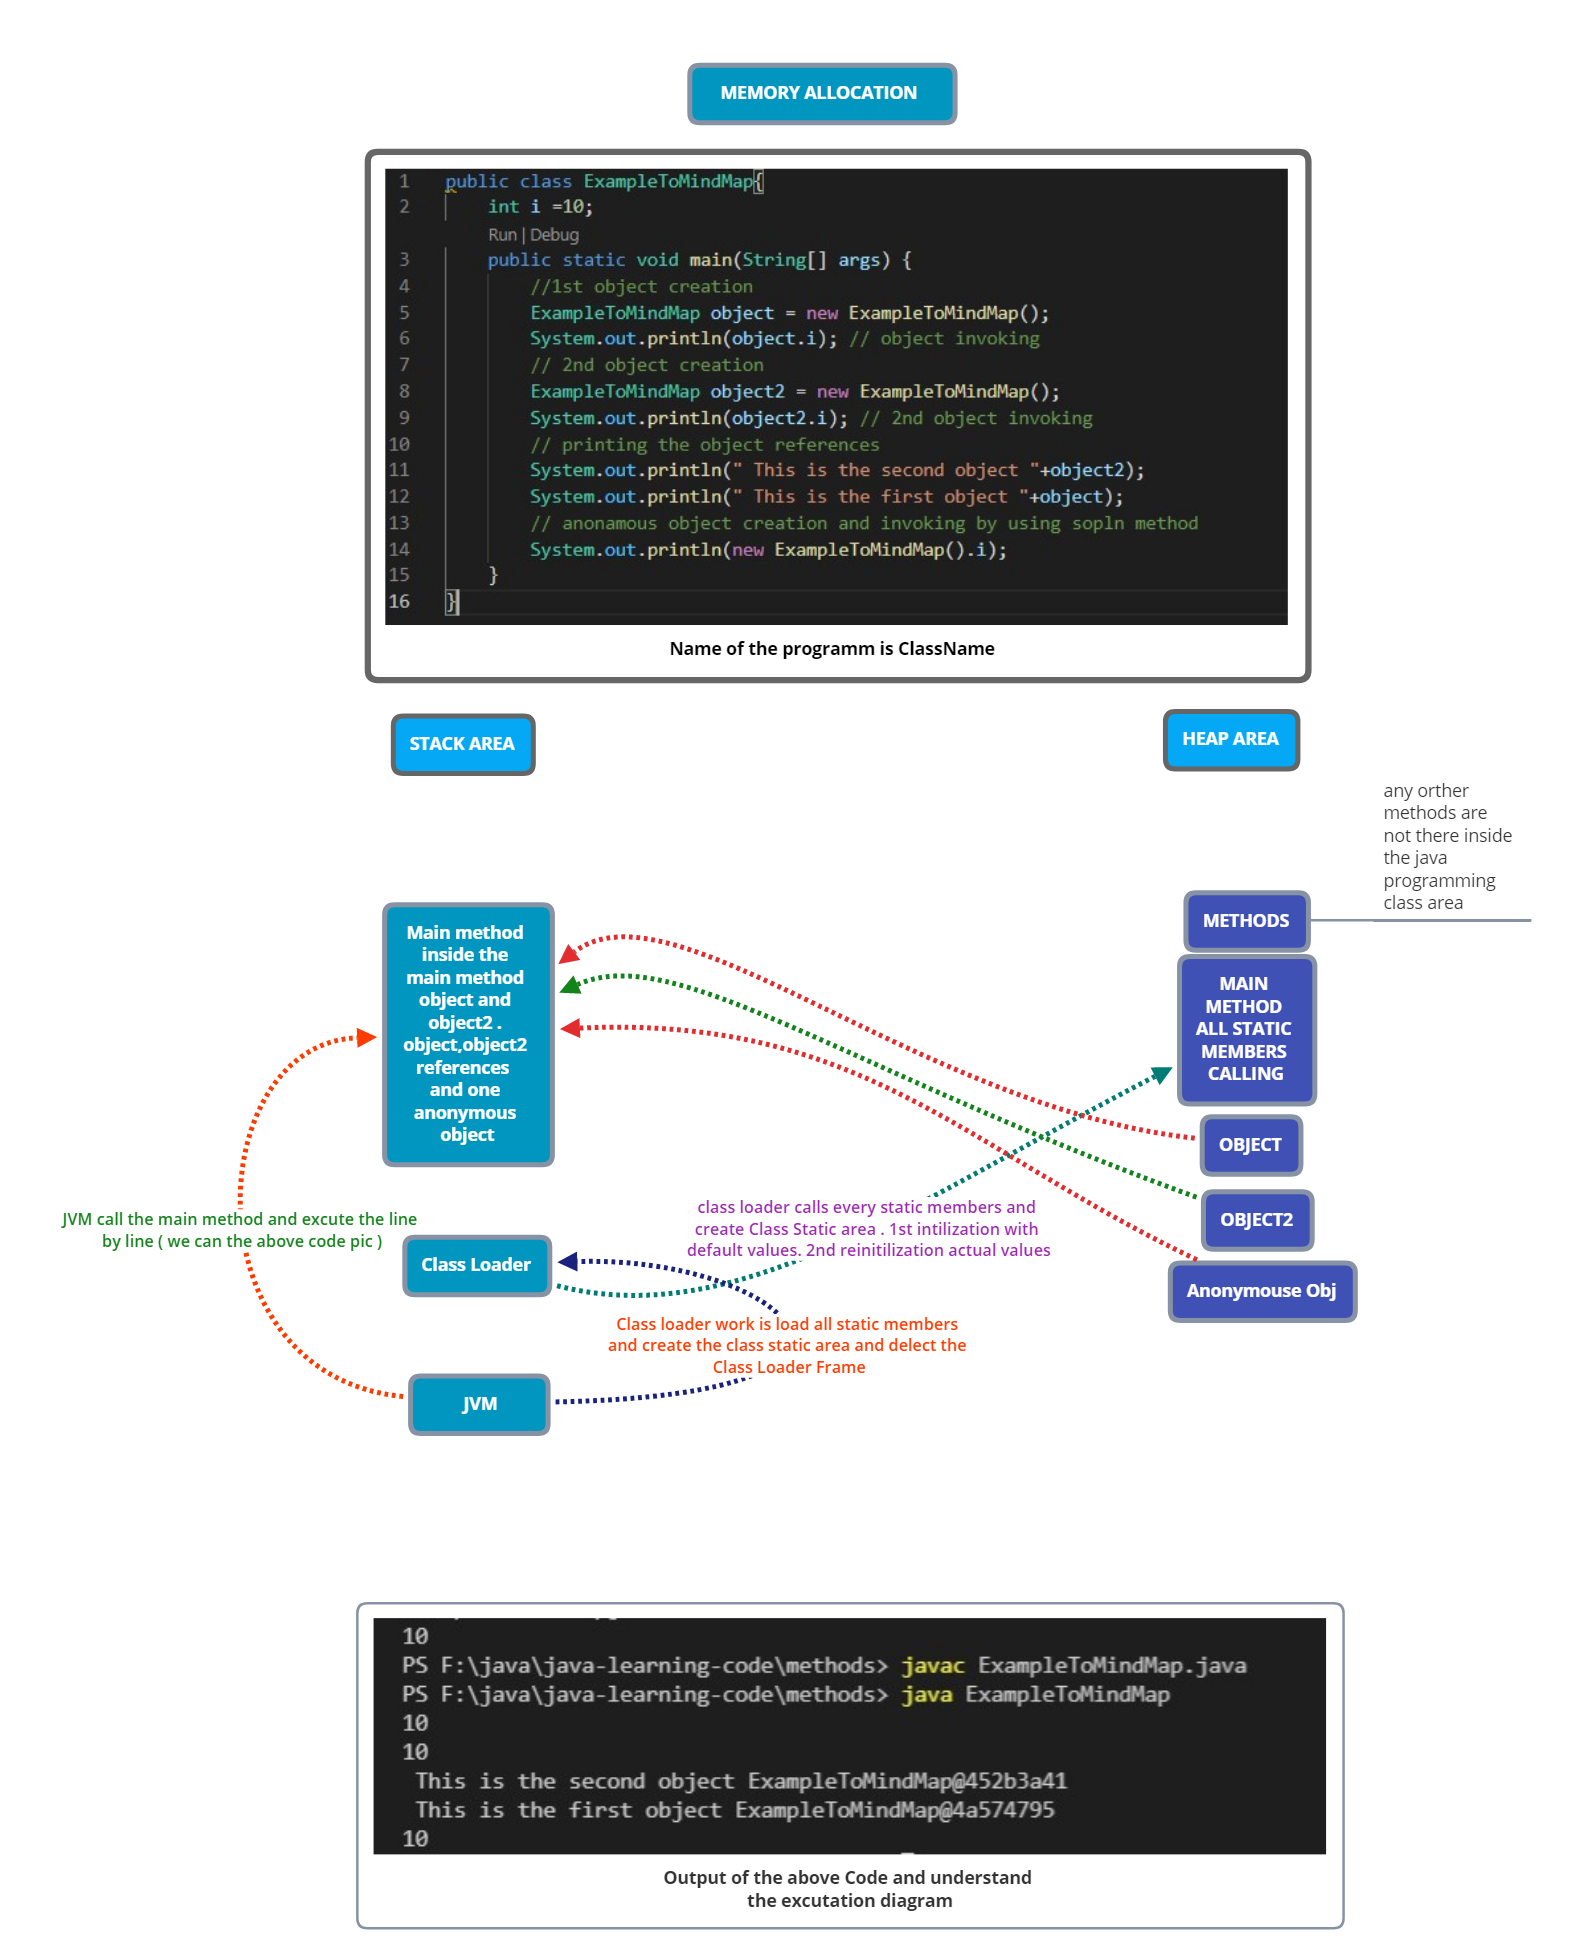 MEMORY ALLOCATION
1 public class ExampleToMindMap{
2 int i =10;
Run | Debug
3 public static void main(String[] args) {
4 //1st object creation
5 ExampleToMindMap object = new ExampleToMindMap();
6 System.out.println(object.i); // object invoking
7 // 2nd object creation
8 ExampleToMindMap object2 = new ExampleToMindMap();
9 System.out.println(object2.i); // 2nd object invoking
10 // printing the object references
11 System.out.println(" This is the second object "+object2);
12 System.out.println(" This is the first object "+object);
13 // anonamous object creation and invoking by using sopln method
14 System.out.println(new ExampleToMindMap().i);
15 }
16 }
Name of the programm is ClassName
STACK AREA
HEAP AREA
any orther
methods are
not there inside
the java
programming
class area
METHODS
Main method
inside the
main method
object and
object2 .
object,object2
references
and one
anonymous
object
MAIN
METHOD
ALL STATIC
MEMBERS
CALLING
OBJECT
OBJECT2
Anonymouse Obj
JVM call the main method and excute the line
by line ( we can the above code pic )
class loader calls every static members and
create Class Static area . 1st intilization with
default values. 2nd reinitilization actual values
Class Loader
Class loader work is load all static members
and create the class static area and delect the
Class Loader Frame
JVM
10
PS F:\java\java-learning-code\methods> javac ExampleToMindMap.java
PS F:\java\java-learning-code\methods> java ExampleToMindMap
10
10
This is the second object ExampleToMindMap@452b3a41
This is the first object ExampleToMindMap@4a574795
10
Output of the above Code and understand
the excutation diagram